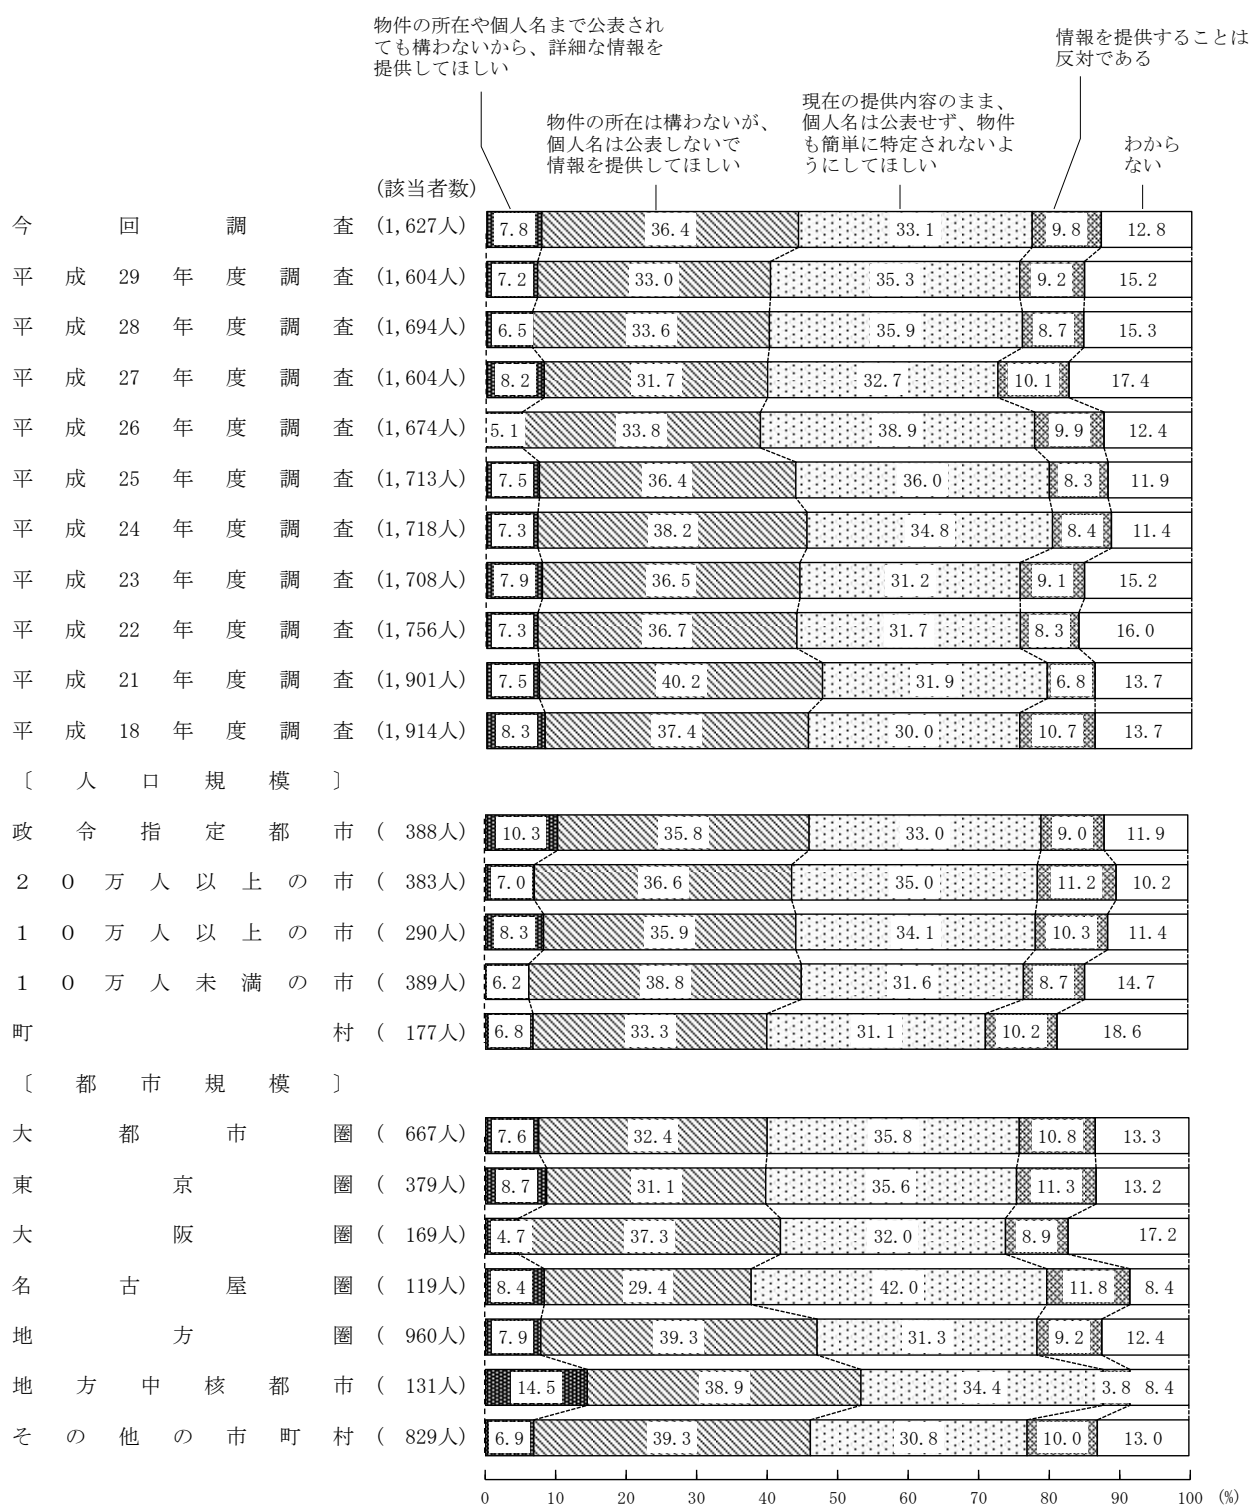 物件の所在や個人名まで公表され
ても構わないから、詳細な情報を
提供してほしい
情報を提供することは
反対である
物件の所在は構わないが、
個人名は公表しないで
情報を提供してほしい
現在の提供内容のまま、
個人名は公表せず、物件
も簡単に特定されないよ
うにしてほしい
わから
ない
(該当者数)
今回調査 (1,627人) 7.8 36.4 33.1 9.8 12.8
平成29年度調査 (1,604人) 7.2 33.0 35.3 9.2 15.2
平成28年度調査 (1,694人) 6.5 33.6 35.9 8.7 15.3
平成27年度調査 (1,604人) 8.2 31.7 32.7 10.1 17.4
平成26年度調査 (1,674人) 5.1 33.8 38.9 9.9 12.4
平成25年度調査 (1,713人) 7.5 36.4 36.0 8.3 11.9
平成24年度調査 (1,718人) 7.3 38.2 34.8 8.4 11.4
平成23年度調査 (1,708人) 7.9 36.5 31.2 9.1 15.2
平成22年度調査 (1,756人) 7.3 36.7 31.7 8.3 16.0
平成21年度調査 (1,901人) 7.5 40.2 31.9 6.8 13.7
平成18年度調査 (1,914人) 8.3 37.4 30.0 10.7 13.7
〔人口規模〕
政令指定都市 (388人) 10.3 35.8 33.0 9.0 11.9
２０万人以上の市 (383人) 7.0 36.6 35.0 11.2 10.2
１０万人以上の市 (290人) 8.3 35.9 34.1 10.3 11.4
１０万人未満の市 (389人) 6.2 38.8 31.6 8.7 14.7
町村 (177人) 6.8 33.3 31.1 10.2 18.6
〔都市規模〕
大都市圏 (667人) 7.6 32.4 35.8 10.8 13.3
東京圏 (379人) 8.7 31.1 35.6 11.3 13.2
大阪圏 (169人) 4.7 37.3 32.0 8.9 17.2
名古屋圏 (119人) 8.4 29.4 42.0 11.8 8.4
地方圏 (960人) 7.9 39.3 31.3 9.2 12.4
地方中核都市 (131人) 14.5 38.9 34.4 3.8 8.4
その他の市町村 (829人) 6.9 39.3 30.8 10.0 13.0
0 10 20 30 40 50 60 70 80 90 100 (%)